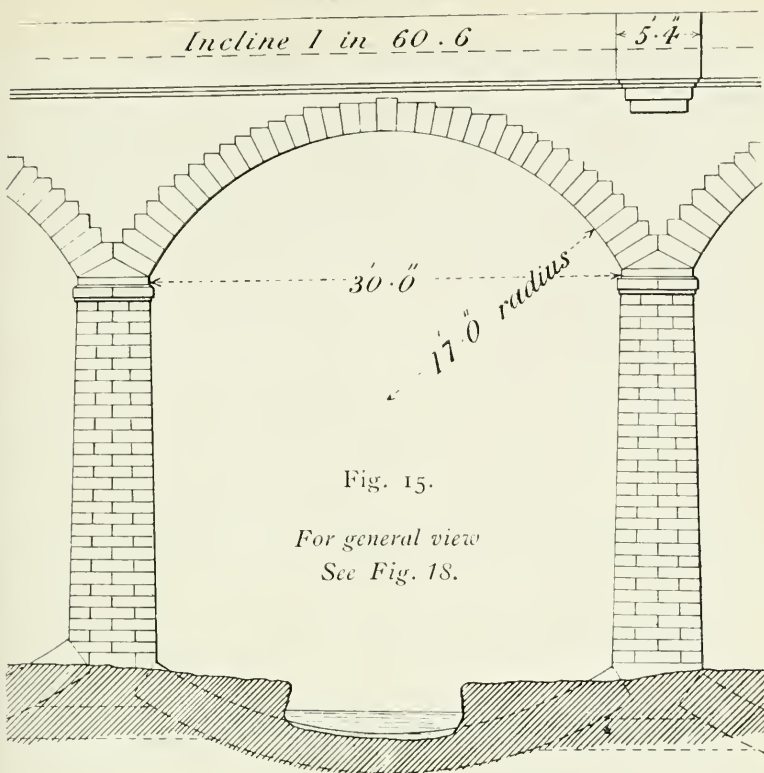 Incline 1 in 60.6
5'.4"
30'.0"
17'.0" radius
Fig. 15.
For general view
See Fig. 18.